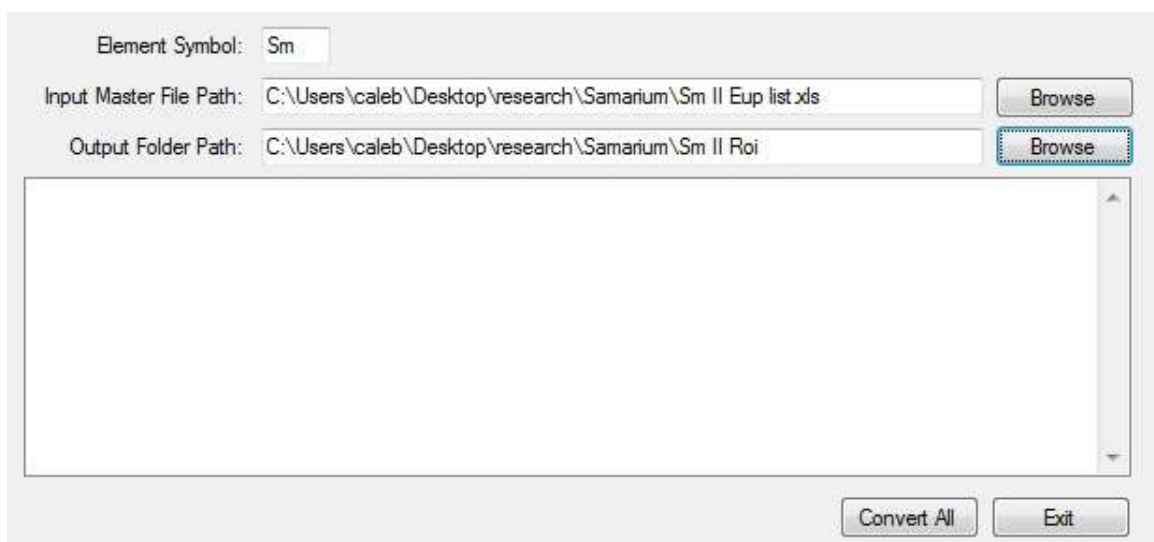 Element Symbol: Sm
Input Master File Path: C:\Users\caleb\Desktop\research\Samarium\Sm II Eup list.xls Browse
Output Folder Path: C:\Users\caleb\Desktop\research\Samarium\Sm II Roi Browse
Convert All Exit